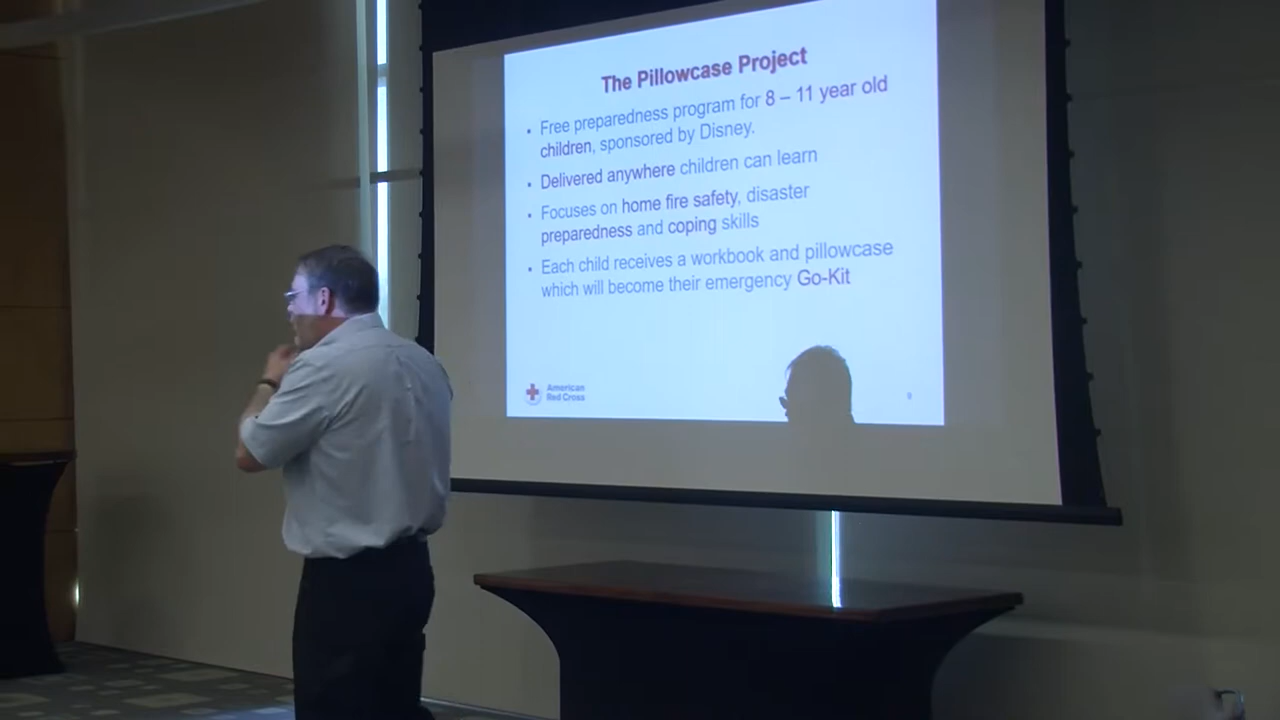 The Pillowcase Project
• Free preparedness program for 8 – 11 year old
children, sponsored by Disney.
• Delivered anywhere children can learn
• Focuses on home fire safety, disaster
preparedness and coping skills
• Each child receives a workbook and pillowcase
which will become their emergency Go-Kit
American
Red Cross